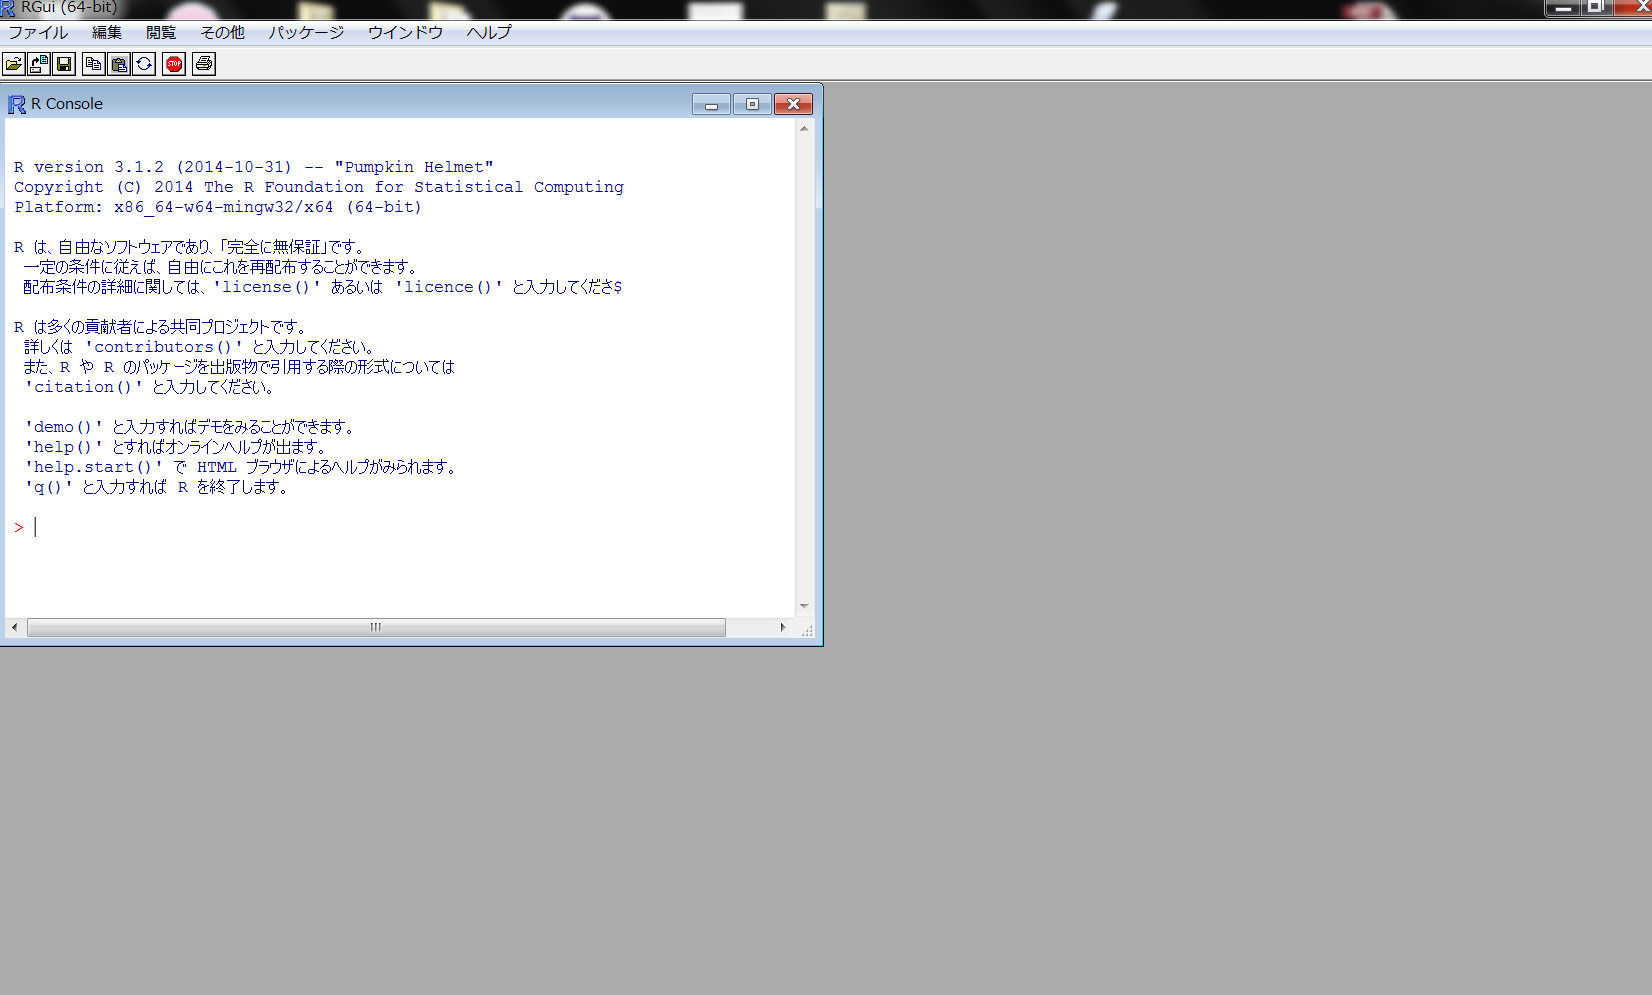 RGui (64-bit)
ファイル 編集 閲覧 その他 パッケージ ウインドウ ヘルプ
STOP
R Console
R version 3.1.2 (2014-10-31) -- "Pumpkin Helmet"
Copyright (C) 2014 The R Foundation for Statistical Computing
Platform: x86_64-w64-mingw32/x64 (64-bit)
R は、自由なソフトウェアであり、「完全に無保証」です。
一定の条件に従えば、自由にこれを再配布することができます。
配布条件の詳細に関しては、'license()' あるいは 'licence()' と入力してくださ$
R は多くの貢献者による共同プロジェクトです。
詳しくは 'contributors()' と入力してください。
また、R や R のパッケージを出版物で引用する際の形式については
'citation()' と入力してください。
'demo()' と入力すればデモをみることができます。
'help()' とすればオンラインヘルプが出ます。
'help.start()' で HTML ブラウザによるヘルプがみられます。
'q()' と入力すれば R を終了します。
>